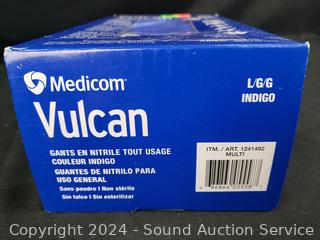 Medicom
L/G/G
INDIGO
Vulcan
GANTS EN NITRILE TOUT USAGE
COULEUR INDIGO
GUANTES DE NITRILO PARA
USO GENERAL
Sans poudre I Non stérile
Sin talco I Sin esterilizar
ITM. / ART. 1241492
MULTI
Copyright 2024 - Sound Auction Service